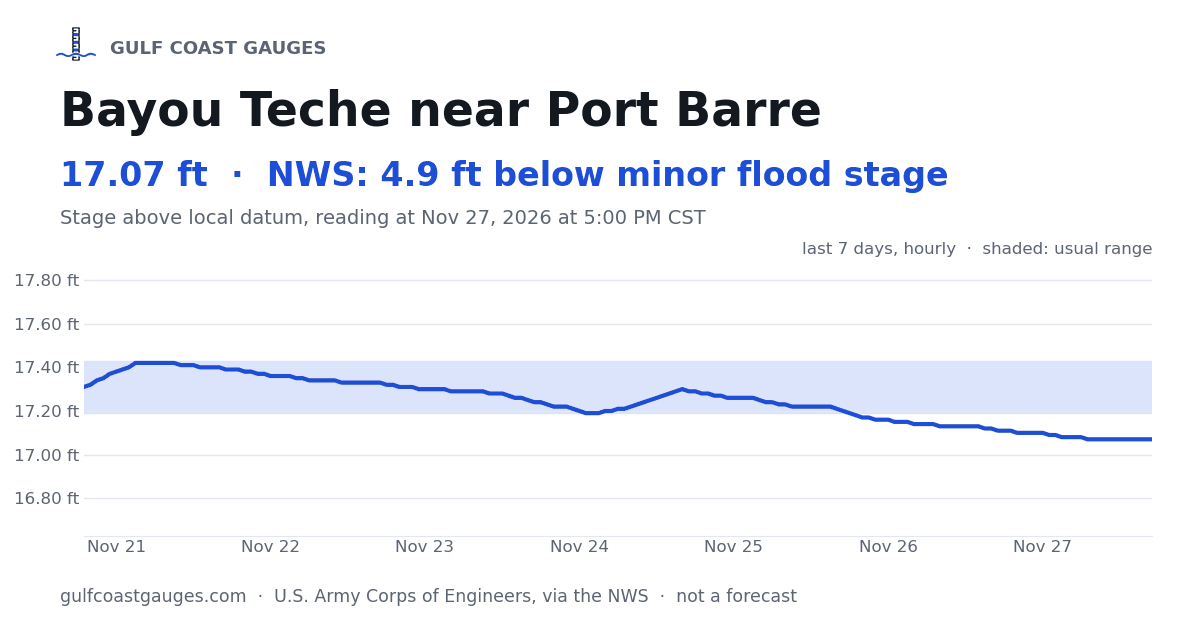 GULF COAST GAUGES
Bayou Teche near Port Barre
17.07 ft · NWS: 4.9 ft below minor flood stage
Stage above local datum, reading at Nov 27, 2026 at 5:00 PM CST
last 7 days, hourly · shaded: usual range
17.80 ft
17.60 ft
17.40 ft
17.20 ft
17.00 ft
16.80 ft
Nov 21 Nov 22 Nov 23 Nov 24 Nov 25 Nov 26 Nov 27
gulfcoastgauges.com · U.S. Army Corps of Engineers, via the NWS · not a forecast